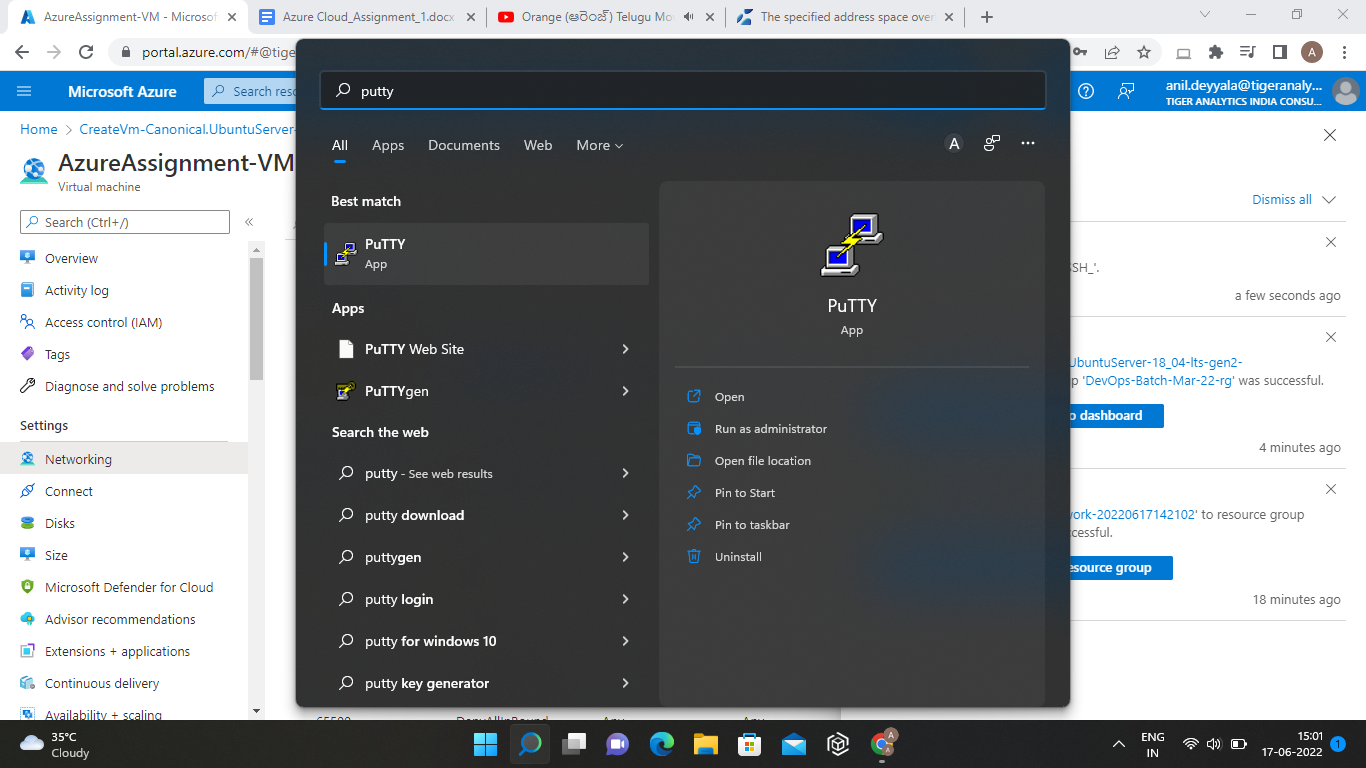 AzureAssignment-VM - Microsof
Azure Cloud_Assignment_1.docx
Orange (ఆరెంజ్) Telugu Mo
The specified address space over
portal.azure.com/#@tige
A
Microsoft Azure
Search reso
anil.deyyala@tigeranaly...
TIGER ANALYTICS INDIA CONSU...
Home > CreateVm-Canonical.UbuntuServer-
AzureAssignment-VM
Virtual machine
Search (Ctrl+/)
Overview
Activity log
Access control (IAM)
Tags
Diagnose and solve problems
Settings
Networking
Connect
Disks
Size
Microsoft Defender for Cloud
Advisor recommendations
Extensions + applications
Continuous delivery
Availability + scaling
putty
All
Apps
Documents
Web
More
A
Best match
PuTTY
App
Apps
PuTTY Web Site
PuTTYgen
Search the web
putty - See web results
putty download
puttygen
putty login
putty for windows 10
putty key generator
PuTTY
App
Open
Run as administrator
Open file location
Pin to Start
Pin to taskbar
Uninstall
Dismiss all
SH_'.
a few seconds ago
UbuntuServer-18_04-lts-gen2-
p 'DevOps-Batch-Mar-22-rg' was successful.
o dashboard
4 minutes ago
ork-20220617142102' to resource group
cessful.
esource group
18 minutes ago
65500 DenyAllInBound Any Any
35°C
Cloudy
ENG
IN
15:01
17-06-2022
1